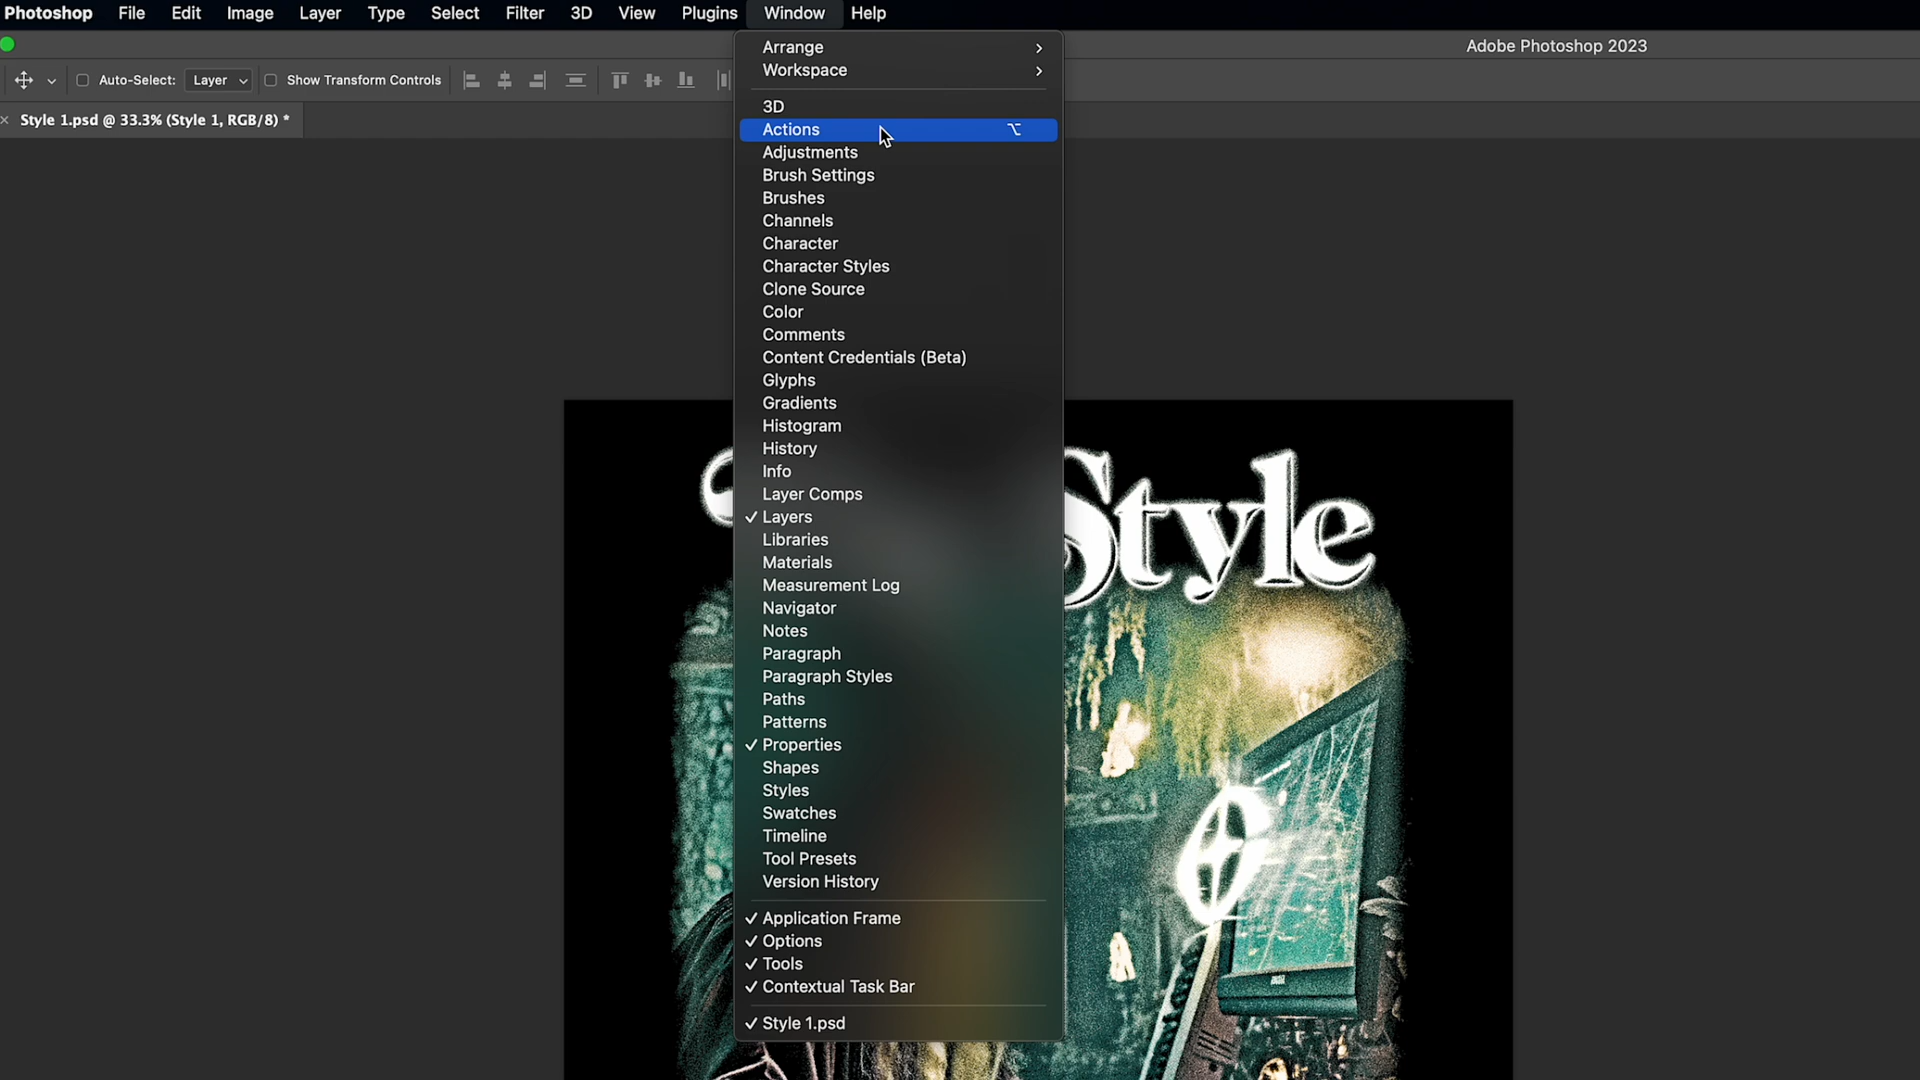 Photoshop File Edit Image Layer Type Select Filter 3D View Plugins Window Help
Adobe Photoshop 2023
Auto-Select: Layer Show Transform Controls
× Style 1.psd @ 33.3% (Style 1, RGB/8) *
Arrange
Workspace
3D
Actions ⌥
Adjustments
Brush Settings
Brushes
Channels
Character
Character Styles
Clone Source
Color
Comments
Content Credentials (Beta)
Glyphs
Gradients
Histogram
History
Info
Layer Comps
✓ Layers
Libraries
Materials
Measurement Log
Navigator
Notes
Paragraph
Paragraph Styles
Paths
Patterns
✓ Properties
Shapes
Styles
Swatches
Timeline
Tool Presets
Version History
✓ Application Frame
✓ Options
✓ Tools
✓ Contextual Task Bar
✓ Style 1.psd
Style